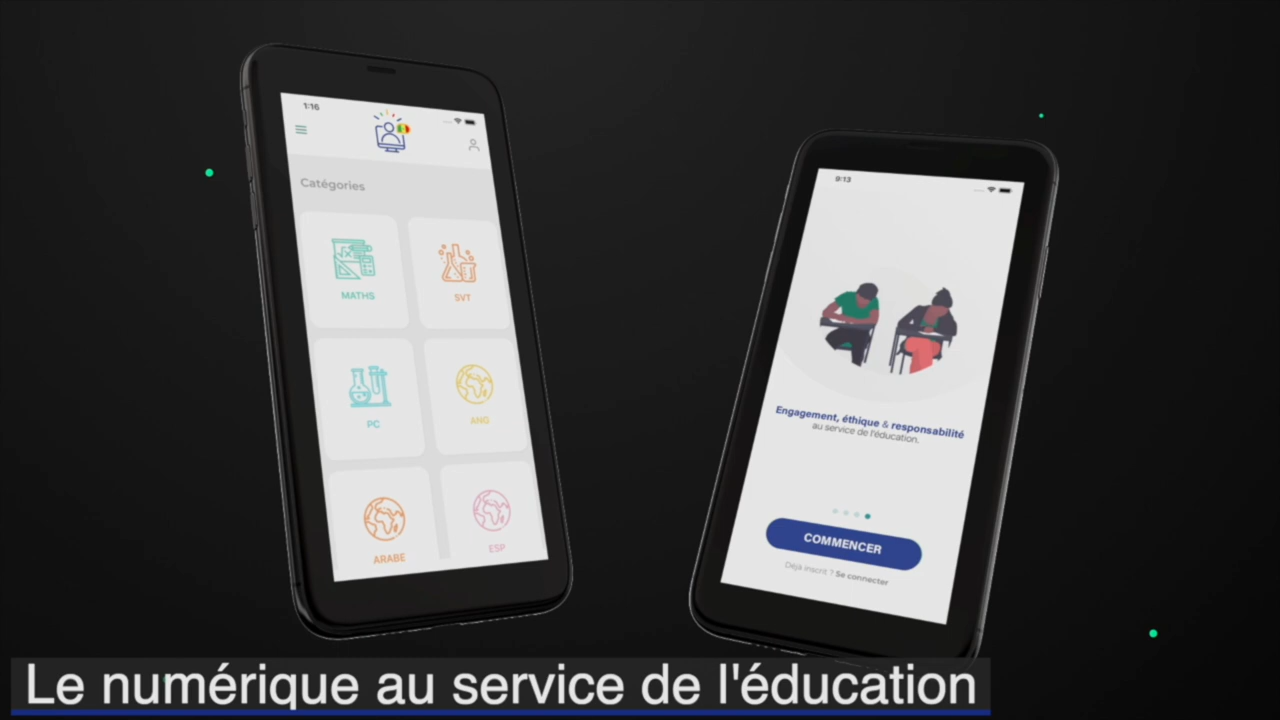 1:16
Catégories
MATHS
SVT
PC
ANG
ARABE
ESP
9:13
Engagement, éthique & responsabilité
au service de l'éducation.
COMMENCER
Déjà inscrit ? Se connecter
Le numérique au service de l'éducation